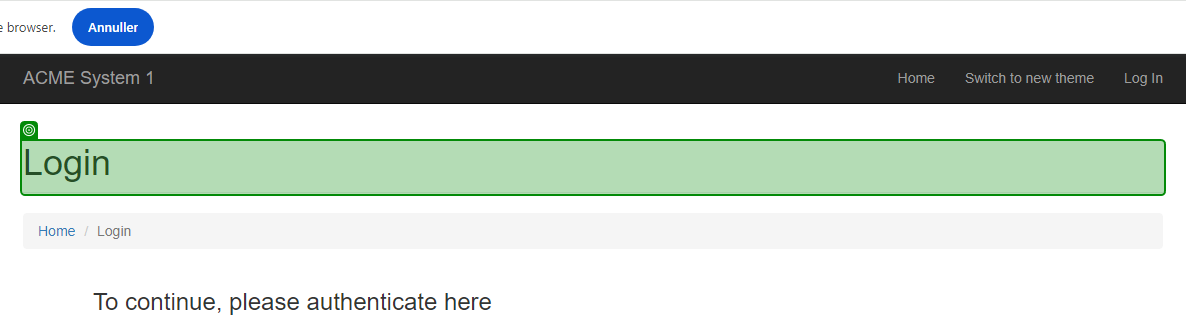 browser. Annuller
ACME System 1 Home Switch to new theme Log In
Login
Home / Login
To continue, please authenticate here